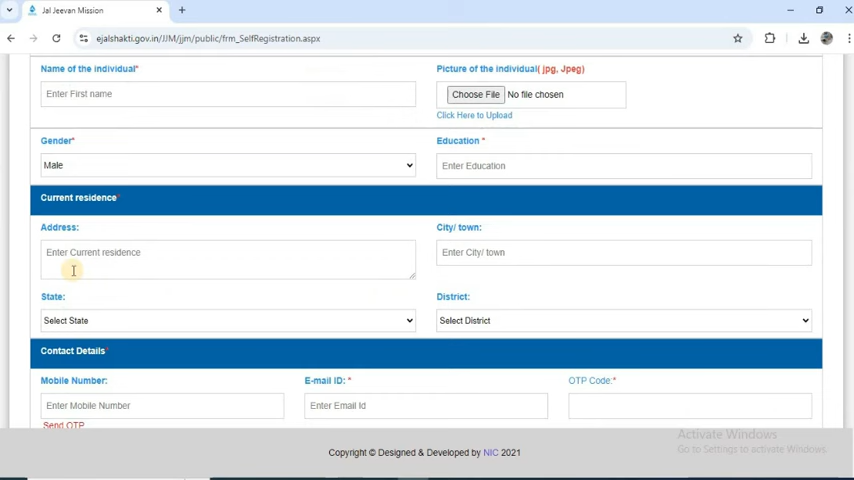 Jal Jeevan Mission
ejalshakti.gov.in/JJM/jjm/public/frm_SelfRegistration.aspx
Name of the individual*
Picture of the individual( jpg, Jpeg)
Enter First name
Choose File No file chosen
Click Here to Upload
Gender*
Education *
Male
Enter Education
Current residence*
Address:
City/ town:
Enter Current residence
Enter City/ town
State:
District:
Select State
Select District
Contact Details*
Mobile Number:
E-mail ID: *
OTP Code:*
Enter Mobile Number
Enter Email Id
Send OTP
Activate Windows
Go to Settings to activate Windows.
Copyright © Designed & Developed by NIC 2021